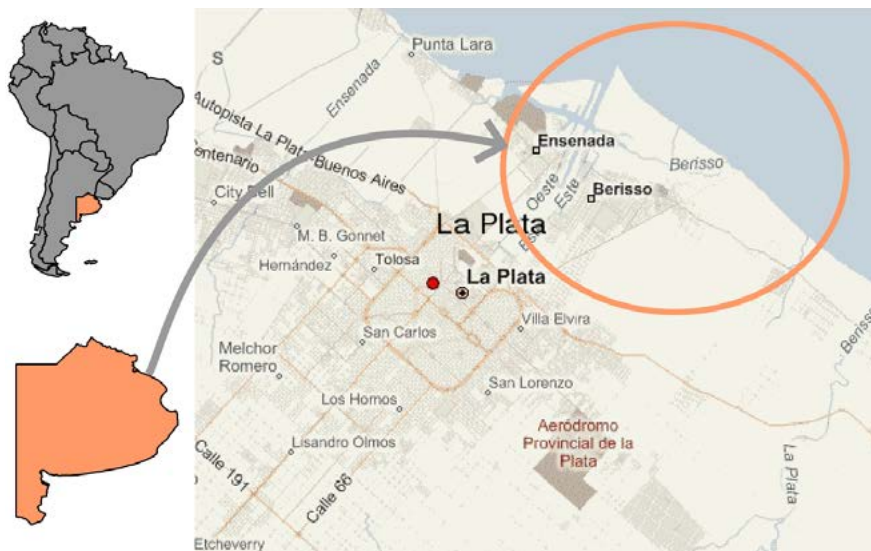 Punta Lara
S
Ensenada
Autopista La Plata-Buenos Aires
Centenario
Ensenada
Berisso
City Bell
Oeste
Este
Berisso
La Plata
M. B. Gonnet
Hernández
Tolosa
La Plata
Villa Elvira
San Carlos
Berisso
Melchor
Romero
San Lorenzo
Los Hornos
Aeródromo
Provincial de la
Plata
Lisandro Olmos
La Plata
Calle 191
Calle 66
Etcheverry